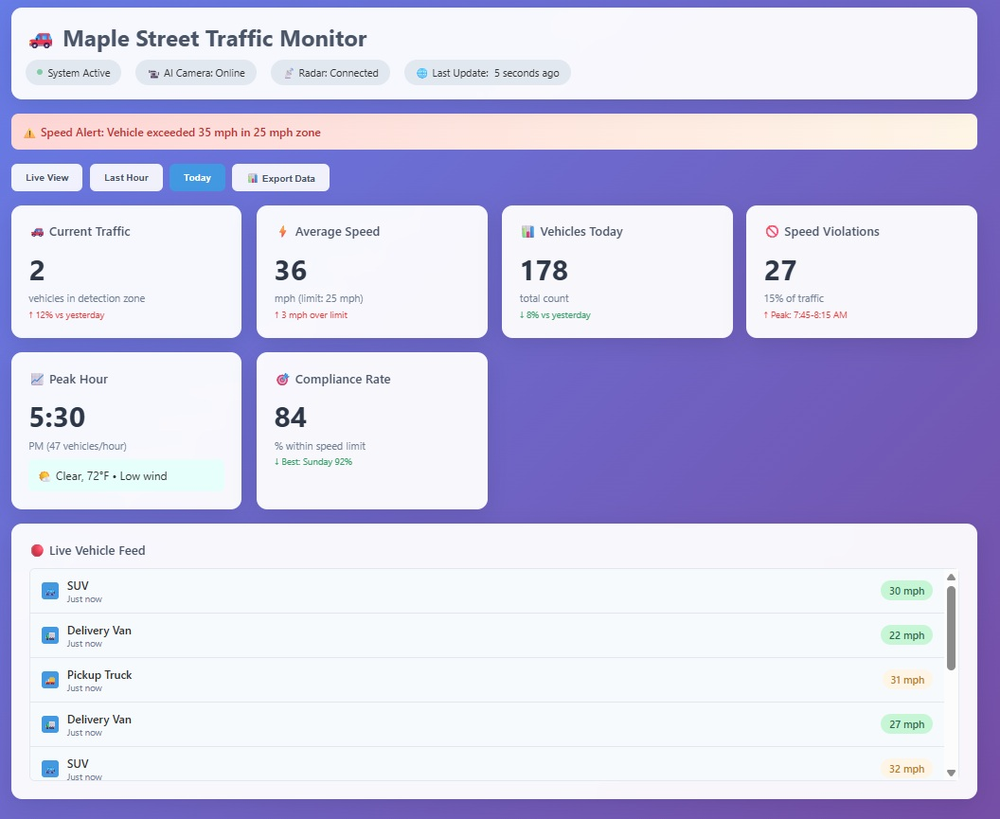 Maple Street Traffic Monitor
System Active
AI Camera: Online
Radar: Connected
Last Update: 5 seconds ago
Speed Alert: Vehicle exceeded 35 mph in 25 mph zone
Live View
Last Hour
Today
Export Data
Current Traffic
2
vehicles in detection zone
↑ 12% vs yesterday
Average Speed
36
mph (limit: 25 mph)
↑ 3 mph over limit
Vehicles Today
178
total count
↓ 8% vs yesterday
Speed Violations
27
15% of traffic
↑ Peak: 7:45-8:15 AM
Peak Hour
5:30
PM (47 vehicles/hour)
Clear, 72°F • Low wind
Compliance Rate
84
% within speed limit
↓ Best: Sunday 92%
Live Vehicle Feed
SUV
Just now
30 mph
Delivery Van
Just now
22 mph
Pickup Truck
Just now
31 mph
Delivery Van
Just now
27 mph
SUV
Just now
32 mph